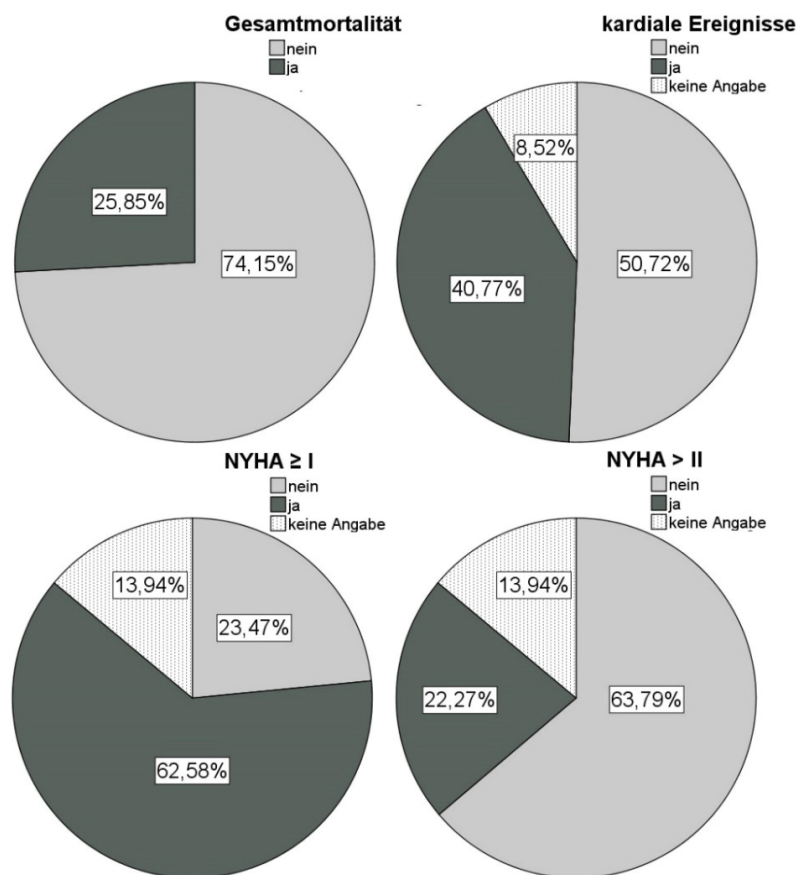 Gesamtmortalität
nein
ja
25,85%
74,15%
kardiale Ereignisse
nein
ja
keine Angabe
8,52%
50,72%
40,77%
NYHA ≥ I
nein
ja
keine Angabe
13,94%
23,47%
62,58%
NYHA > II
nein
ja
keine Angabe
13,94%
22,27%
63,79%